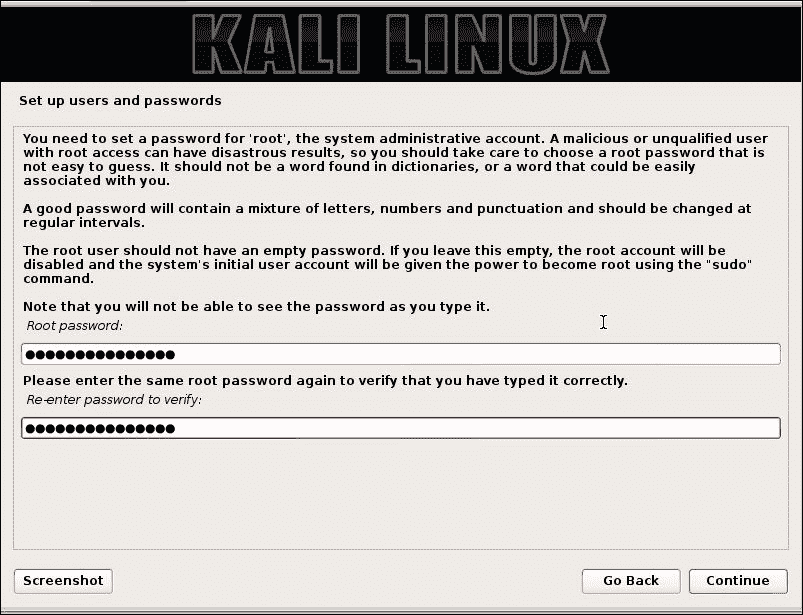 KALI LINUX
Set up users and passwords
You need to set a password for 'root', the system administrative account. A malicious or unqualified user
with root access can have disastrous results, so you should take care to choose a root password that is
not easy to guess. It should not be a word found in dictionaries, or a word that could be easily
associated with you.
A good password will contain a mixture of letters, numbers and punctuation and should be changed at
regular intervals.
The root user should not have an empty password. If you leave this empty, the root account will be
disabled and the system's initial user account will be given the power to become root using the "sudo"
command.
Note that you will not be able to see the password as you type it.
Root password:
●●●●●●●●●●●●●●●
Please enter the same root password again to verify that you have typed it correctly.
Re-enter password to verify:
●●●●●●●●●●●●●●●
Screenshot
Go Back
Continue